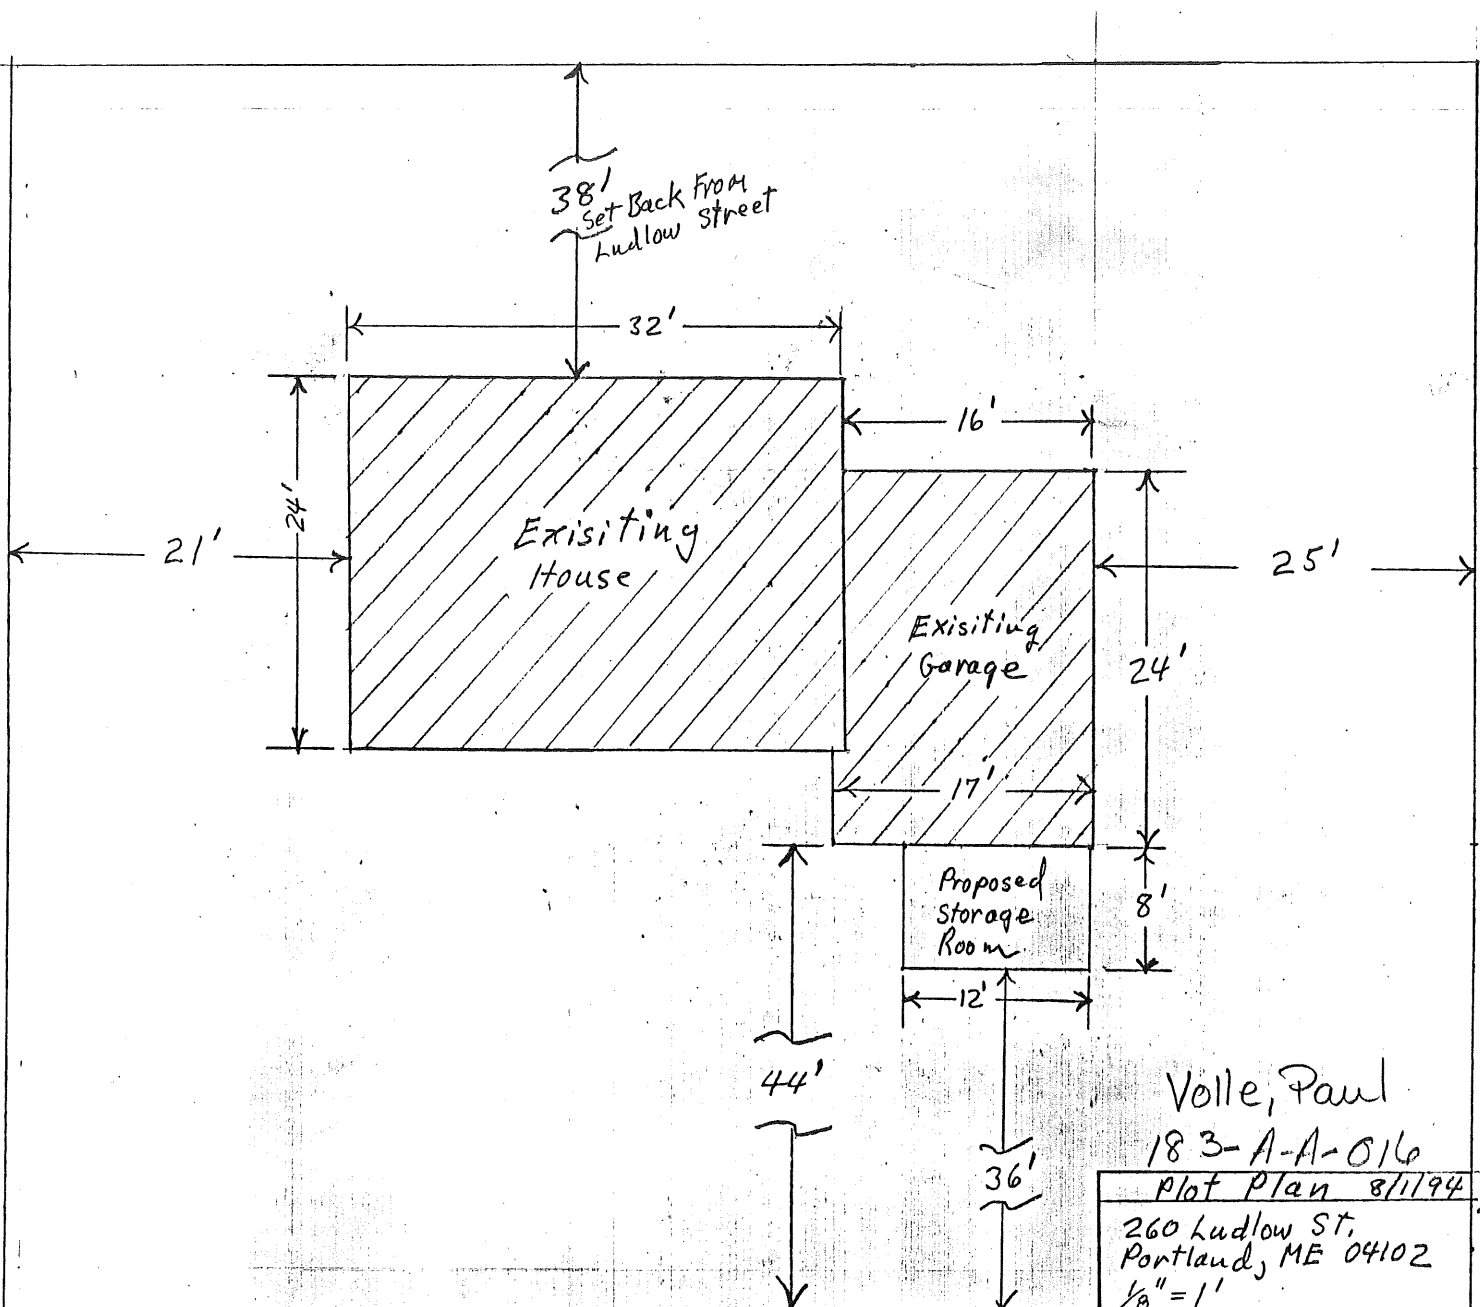 38'
Set Back From
Ludlow Street
32'
16'
24'
21'
Exisiting
House
25'
Exisiting
Garage
24'
17'
Proposed
Storage
Room
8'
12'
44'
36'
Volle, Paul
183-A-A-016
Plot Plan 8/1/94
260 Ludlow St.
Portland, ME 04102
1/8" = 1'